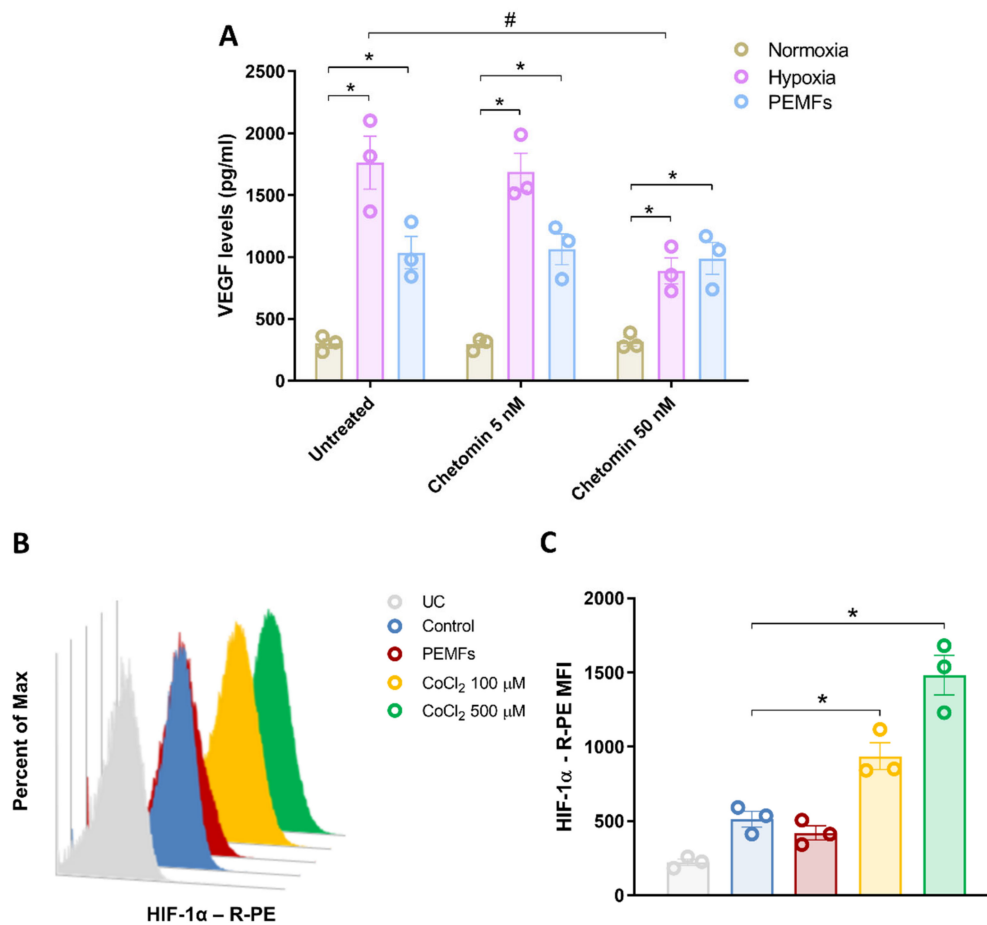 A
#
Normoxia
Hypoxia
PEMFs
VEGF levels (pg/ml)
2500
2000
1500
1000
500
0
*
*
*
*
*
*
Untreated
Chetomin 5 nM
Chetomin 50 nM
B
Percent of Max
HIF-1α – R-PE
UC
Control
PEMFs
CoCl₂ 100 μM
CoCl₂ 500 μM
C
HIF-1α - R-PE MFI
2000
1500
1000
500
0
*
*